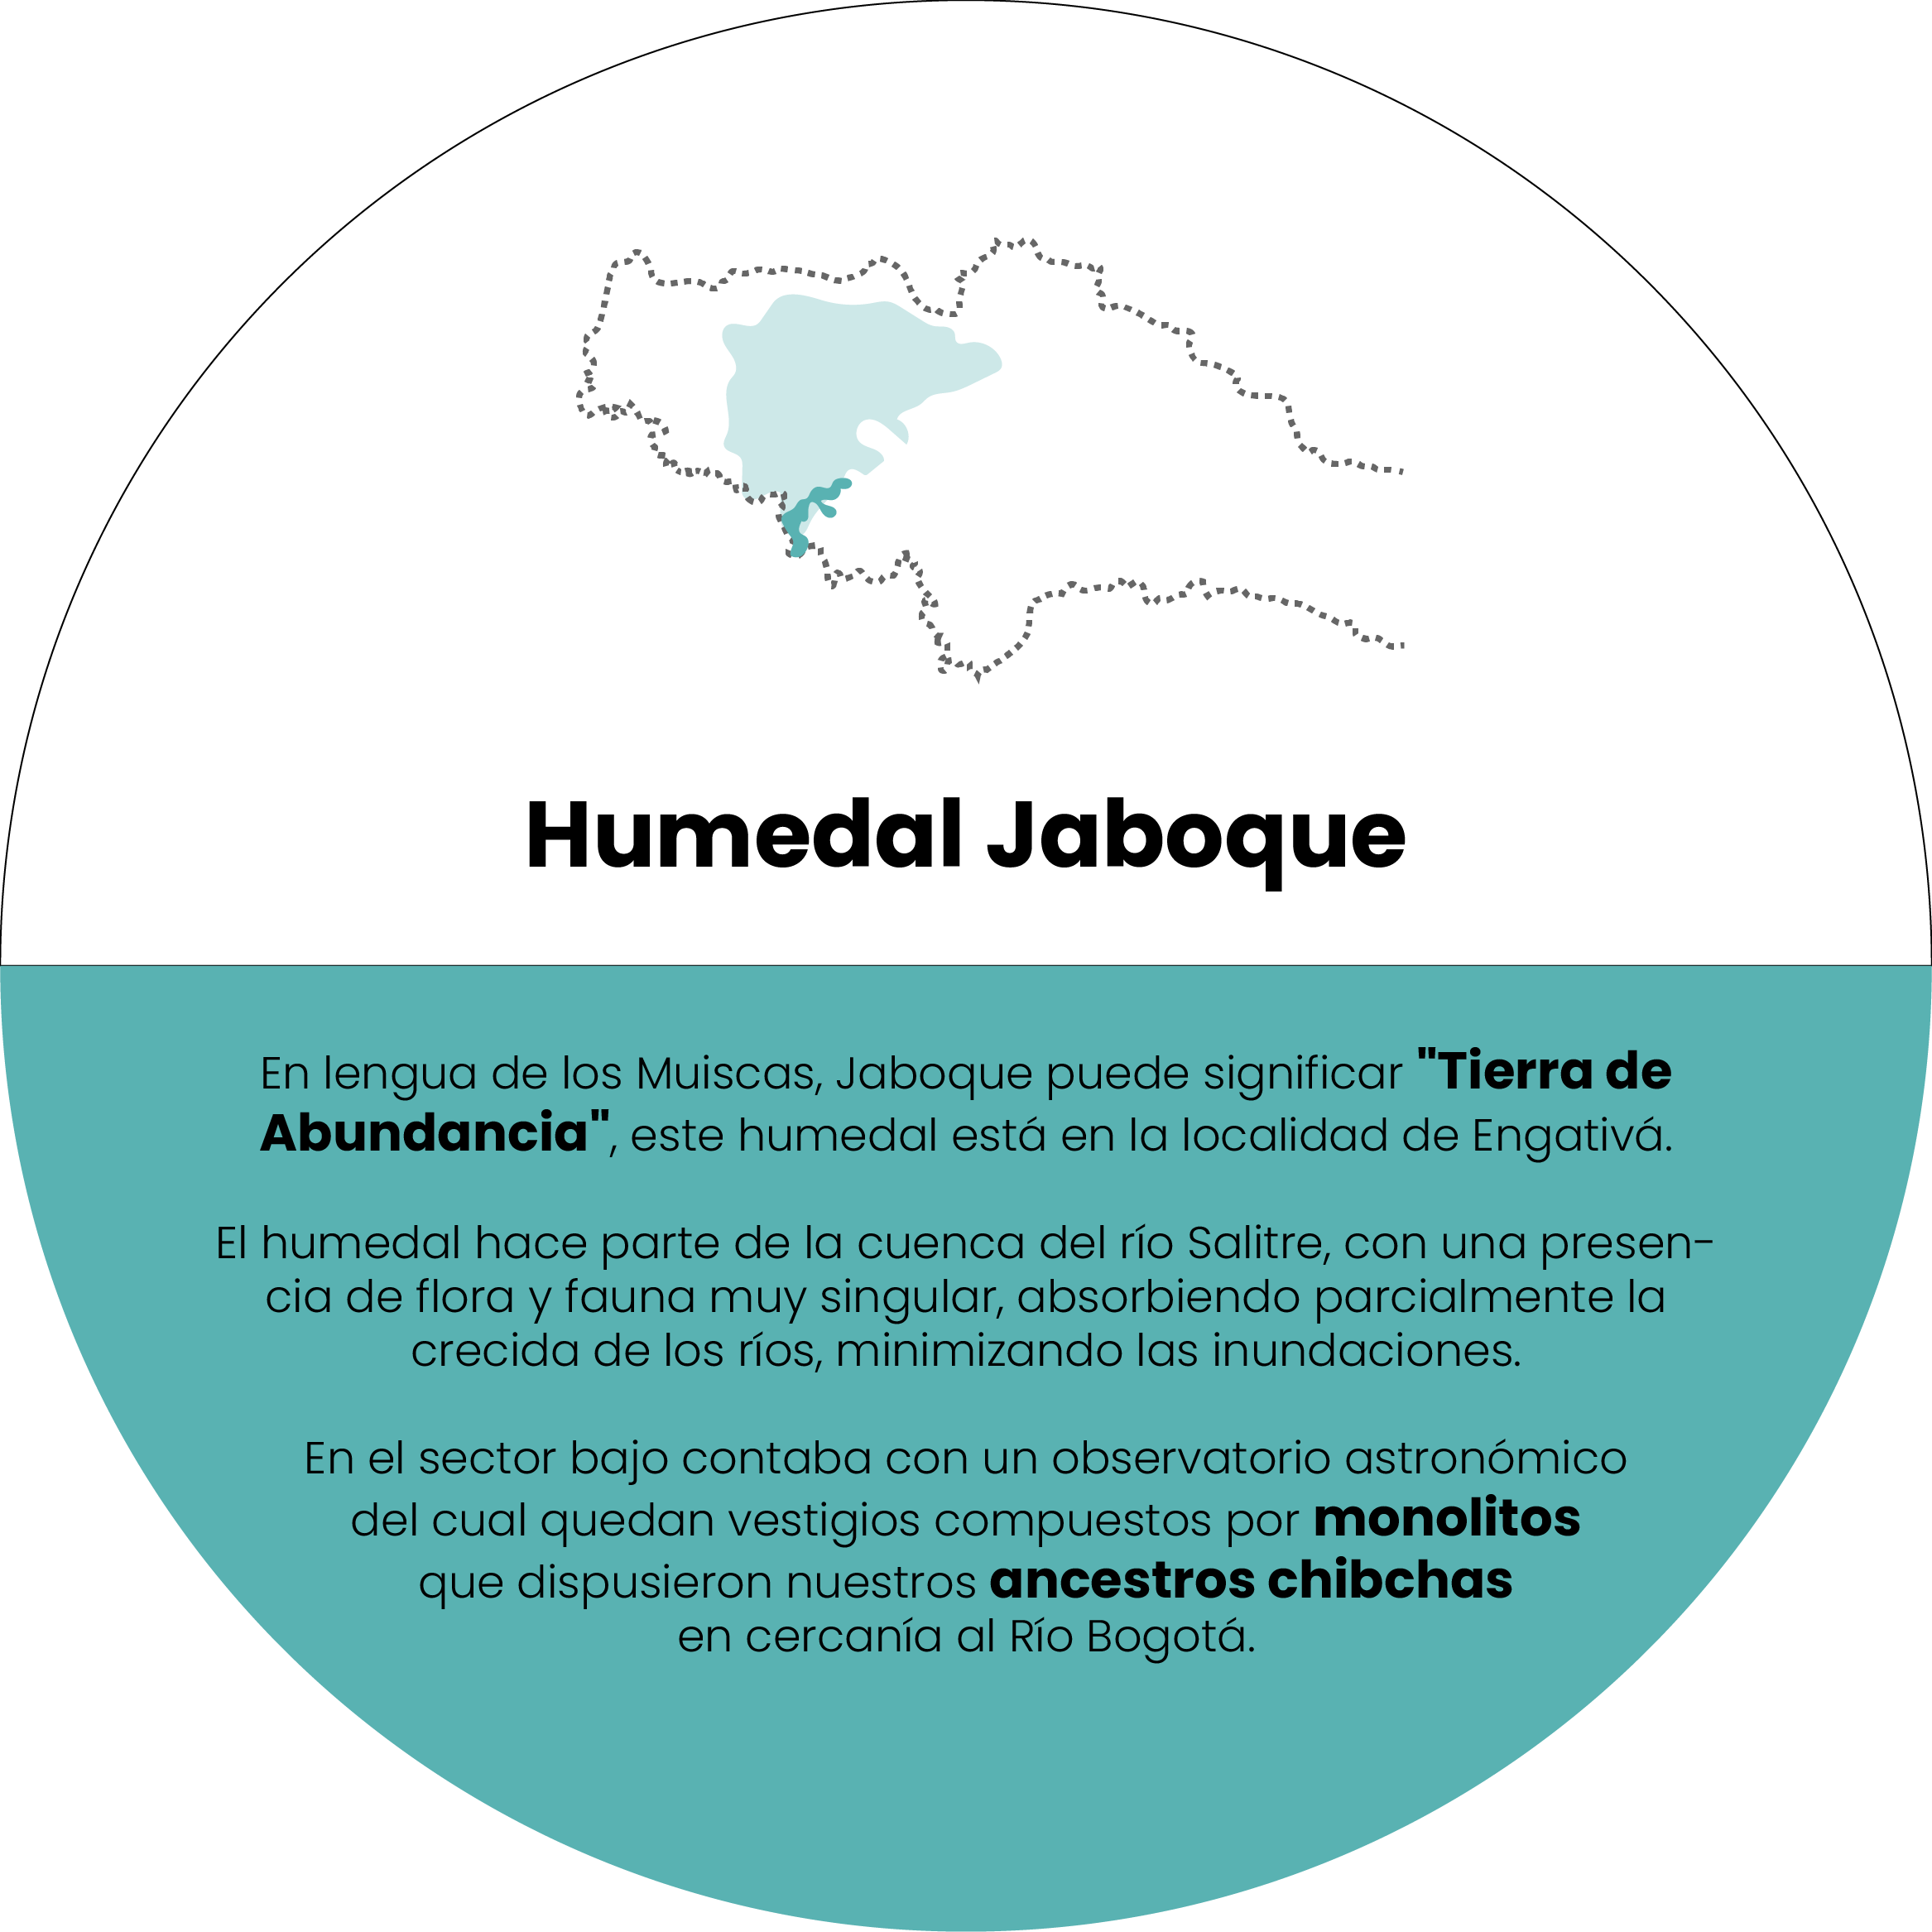 Humedal Jaboque
En lengua de los Muiscas, Jaboque puede significar "Tierra de
Abundancia", este humedal está en la localidad de Engativá.
El humedal hace parte de la cuenca del río Salitre, con una presen-
cia de flora y fauna muy singular, absorbiendo parcialmente la
crecida de los ríos, minimizando las inundaciones.
En el sector bajo contaba con un observatorio astronómico
del cual quedan vestigios compuestos por monolitos
que dispusieron nuestros ancestros chibchas
en cercanía al Río Bogotá.